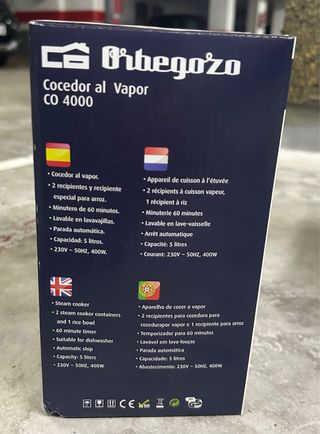 Orbegozo
Cocedor al Vapor
CO 4000
• Cocedor al vapor.
• 2 recipientes y recipiente
especial para arroz.
• Minutero de 60 minutos.
• Lavable en lavavajillas.
• Parada automática.
• Capacidad: 5 litros.
• 230V ~ 50HZ, 400W.
• Appareil de cuisson à l'étuvée
• 2 récipients à cuisson vapeur,
1 récipient à riz
• Minuterie 60 minutes
• Lavable en lave-vaisselle
• Arrêt automatique
• Capacité: 5 litres
• Courant: 230V ~ 50HZ, 400W
• Steam cooker
• 2 steam cooker containers
and 1 rice bowl
• 60 minute timer
• Suitable for dishwasher
• Automatic stop
• Capacity: 5 liters
• 230V ~ 50HZ, 400W
• Aparelho de cozer a vapor
• 2 recipientes para cozedura para
cozedurapor vapor e 1 recipiente para arroz
• Temporizador para 60 minutos
• Lavável em lava-louças
• Parada automática
• Capacidade: 5 litros
• Abastecimento: 230V ~ 50HZ, 400W
CE
GS